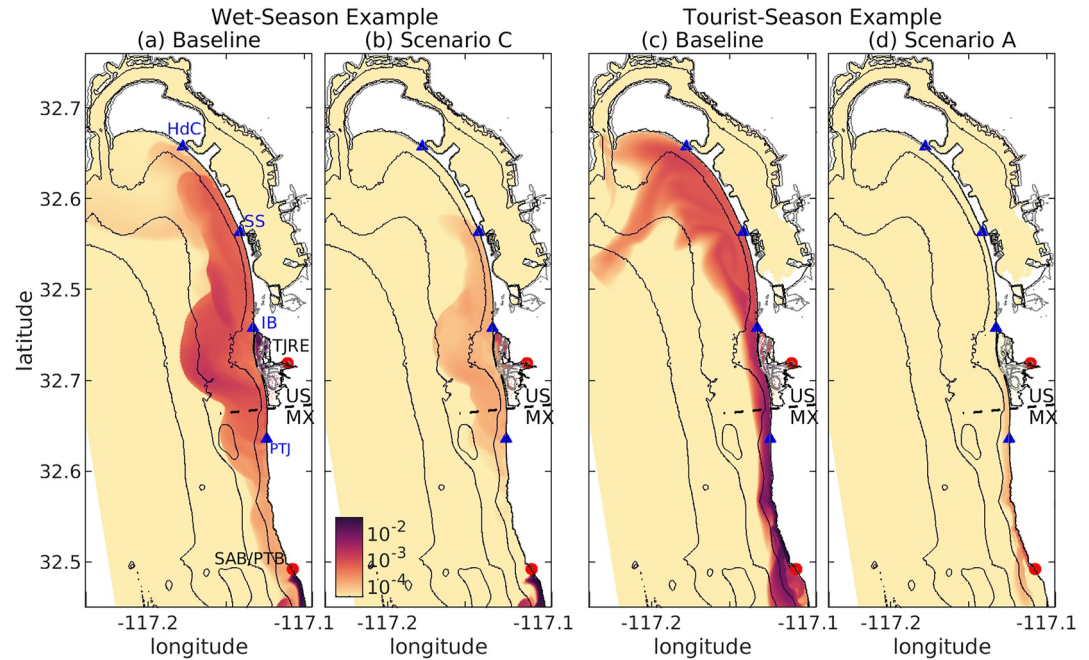 Wet-Season Example
Tourist-Season Example
(a) Baseline
(b) Scenario C
(c) Baseline
(d) Scenario A
32.7
32.6
32.5
32.7
32.6
32.5
latitude
HdC
SS
IB
TJRE
US
MX
PTJ
SAB/PTB
10⁻²
10⁻³
10⁻⁴
US
MX
-117.2
-117.1
-117.2
-117.1
-117.2
-117.1
-117.2
-117.1
longitude
longitude
longitude
longitude